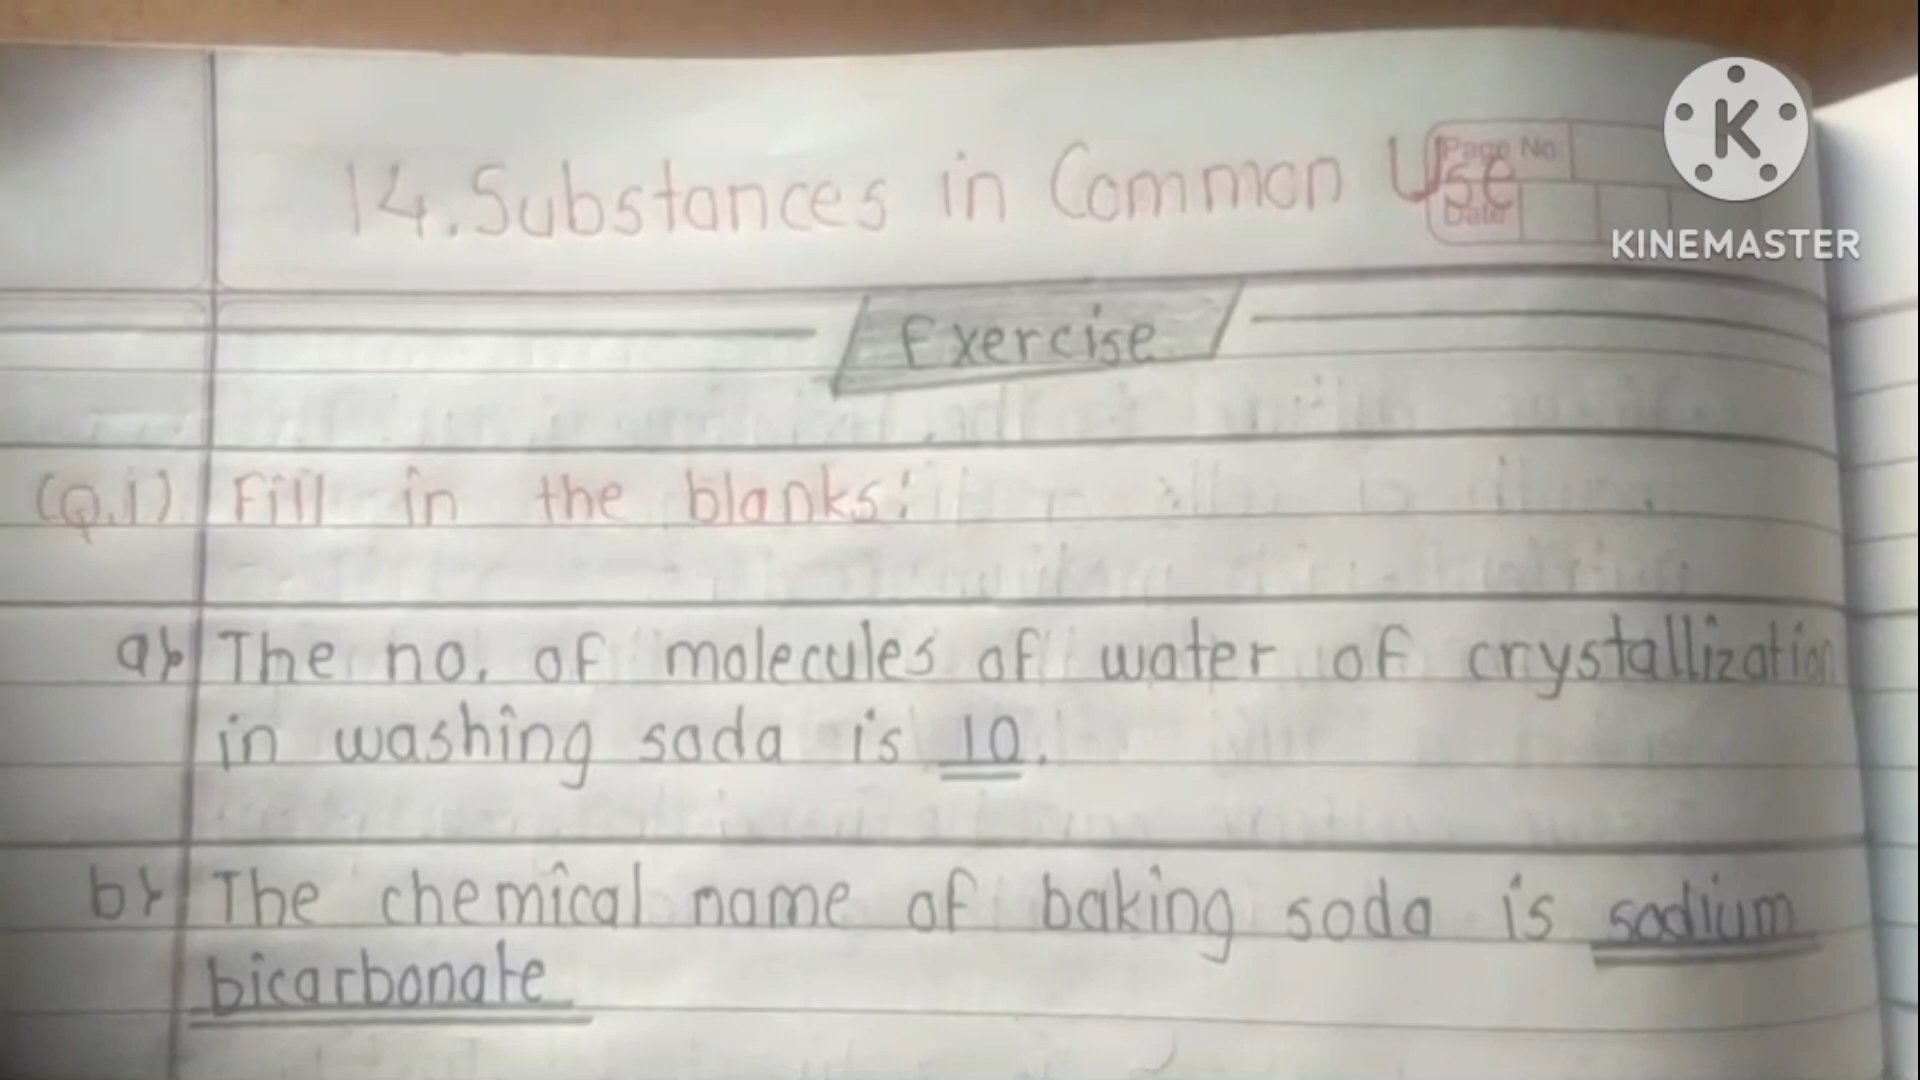 14. Substances in Common Use
Page No.
Date
K
KINEMASTER
Exercise
(Q.1) Fill in the blanks:
a) The no. of molecules of water of crystallization
in washing soda is 10.
b) The chemical name of baking soda is sodium
bicarbonate